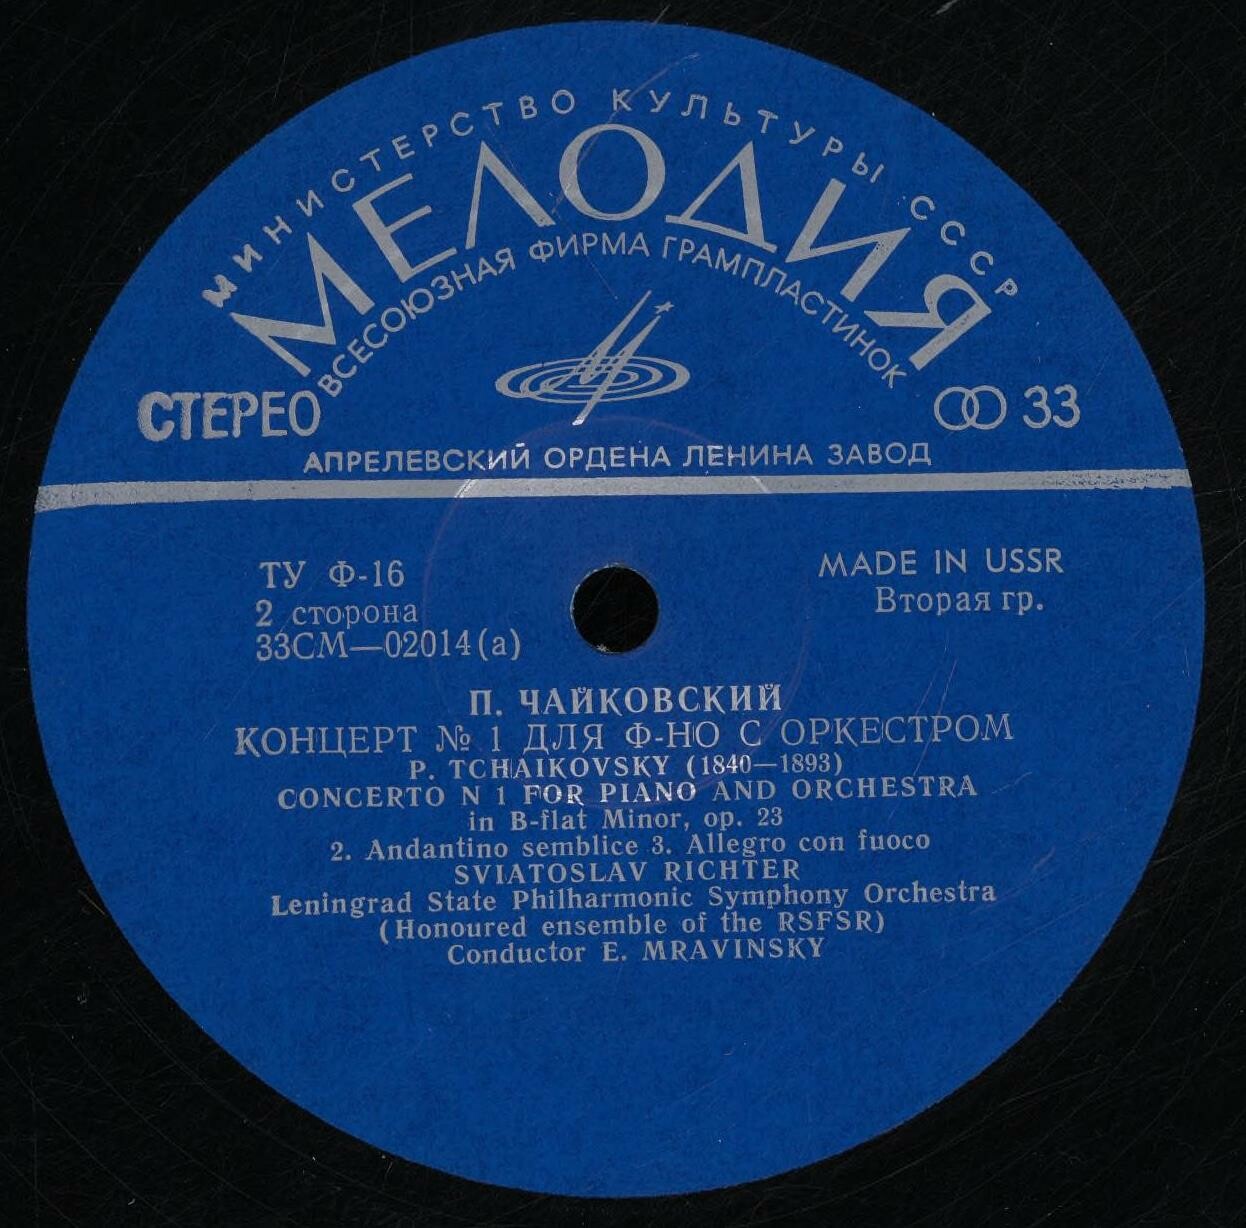 МИНИСТЕРСТВО КУЛЬТУРЫ СССР
МЕЛОДИЯ
ВСЕСОЮЗНАЯ ФИРМА ГРАМПЛАСТИНОК
СТЕРЕО
33
АПРЕЛЕВСКИЙ ОРДЕНА ЛЕНИНА ЗАВОД
ТУ Ф-16
2 сторона
33СМ—02014(а)
MADE IN USSR
Вторая гр.
П. ЧАЙКОВСКИЙ
КОНЦЕРТ № 1 ДЛЯ Ф-НО С ОРКЕСТРОМ
P. TCHAIKOVSKY (1840—1893)
CONCERTO N 1 FOR PIANO AND ORCHESTRA
in B-flat Minor, op. 23
2. Andantino semblice 3. Allegro con fuoco
SVIATOSLAV RICHTER
Leningrad State Philharmonic Symphony Orchestra
(Honoured ensemble of the RSFSR)
Conductor E. MRAVINSKY